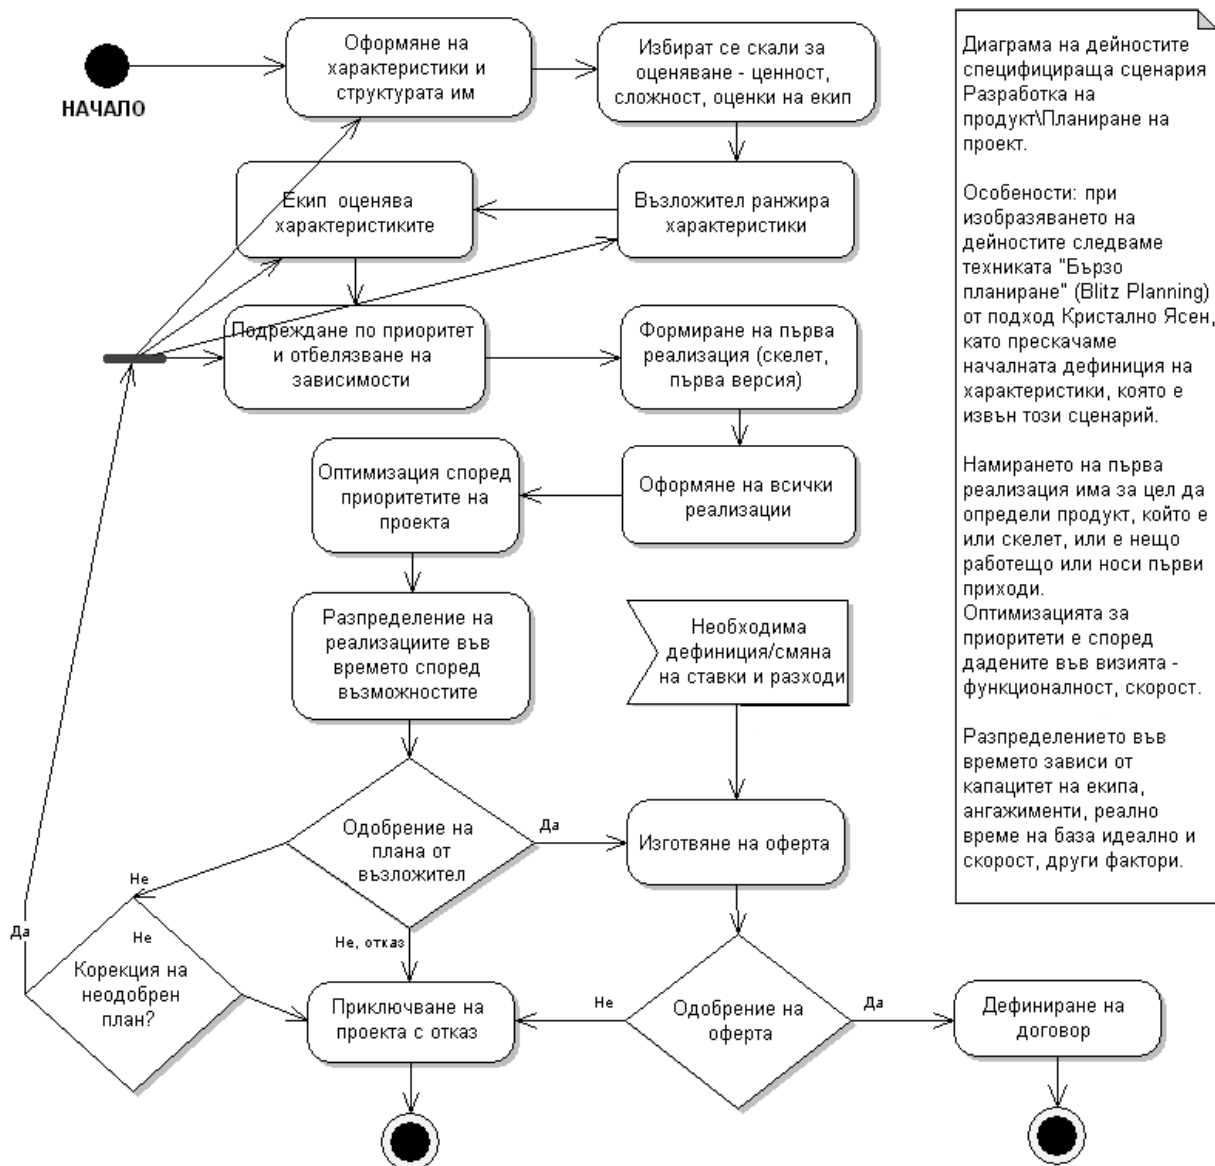 НАЧАЛО
Оформяне на
характеристики и
структурата им
Избират се скали за
оценяване - ценност,
сложност, оценки на екип
Екип  оценява
характеристиките
Възложител ранжира
характеристики
Подреждане по приоритет
и отбелязване на
зависимости
Формиране на първа
реализация (скелет,
първа версия)
Оптимизация според
приоритетите на
проекта
Оформяне на всички
реализации
Разпределение на
реализациите във
времето според
възможностите
Необходима
дефиниция/смяна
на ставки и разходи
Одобрение на
плана от
възложител
Да
Изготвяне на оферта
Не
Да
Не
Корекция на
неодобрен
план?
Не, отказ
Приключване на
проекта с отказ
Не
Одобрение на
оферта
Да
Дефиниране на
договор
Диаграма на дейностите
специфицираща сценария
Разработка на
продукт\Планиране на
проект.
Особености: при
изобразяването на
дейностите следваме
техниката "Бързо
планиране" (Blitz Planning)
от подход Кристално Ясен,
като прескачаме
началната дефиниция на
характеристики, която е
извън този сценарий.
Намирането на първа
реализация има за цел да
определи продукт, който е
или скелет, или е нещо
работещо или носи първи
приходи.
Оптимизацията за
приоритети е според
дадените във визията -
функционалност, скорост.
Разпределението във
времето зависи от
капацитет на екипа,
ангажименти, реално
време на база идеално и
скорост, други фактори.